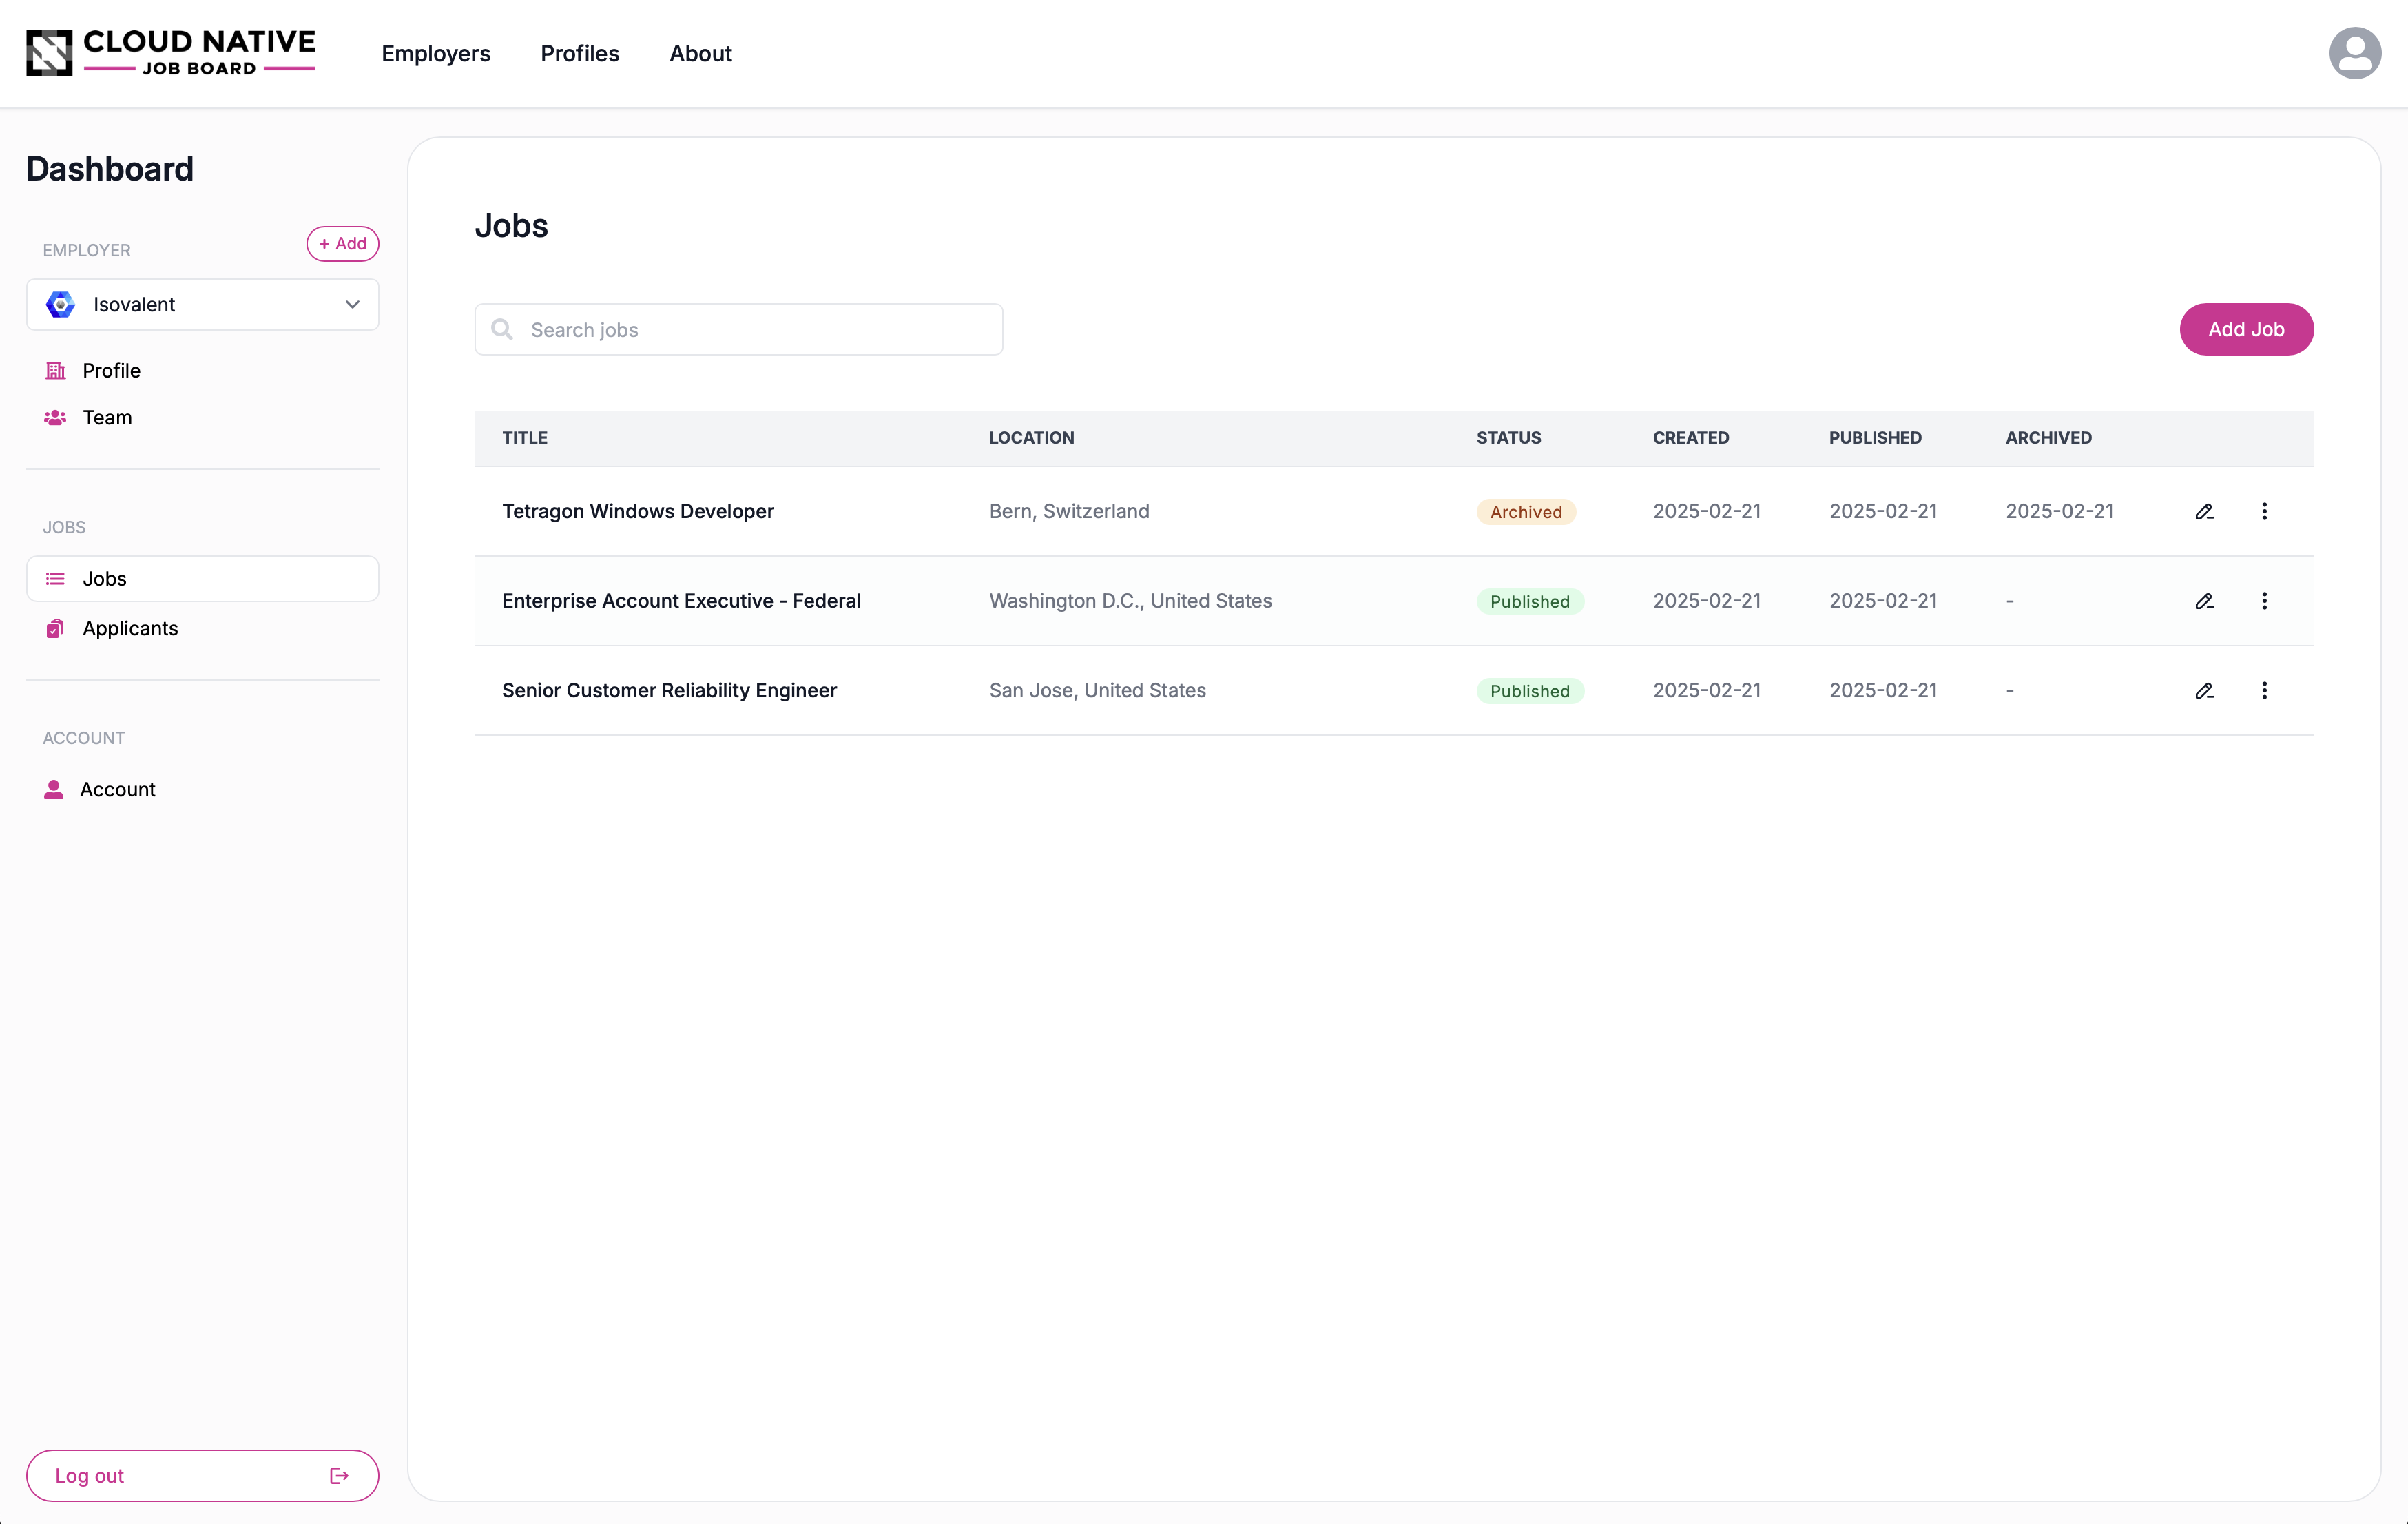 CLOUD NATIVE
JOB BOARD
Employers Profiles About
Dashboard
EMPLOYER + Add
Isovalent
Profile
Team
JOBS
Jobs
Applicants
ACCOUNT
Account
Log out
Jobs
Search jobs
Add Job
TITLE LOCATION STATUS CREATED PUBLISHED ARCHIVED
Tetragon Windows Developer Bern, Switzerland Archived 2025-02-21 2025-02-21 2025-02-21
Enterprise Account Executive - Federal Washington D.C., United States Published 2025-02-21 2025-02-21 -
Senior Customer Reliability Engineer San Jose, United States Published 2025-02-21 2025-02-21 -